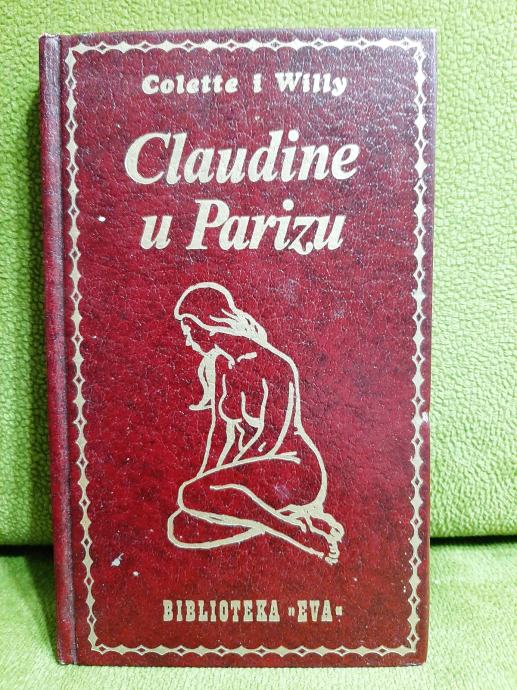 Colette i Willy
Claudine
u Parizu
BIBLIOTEKA »EVA«